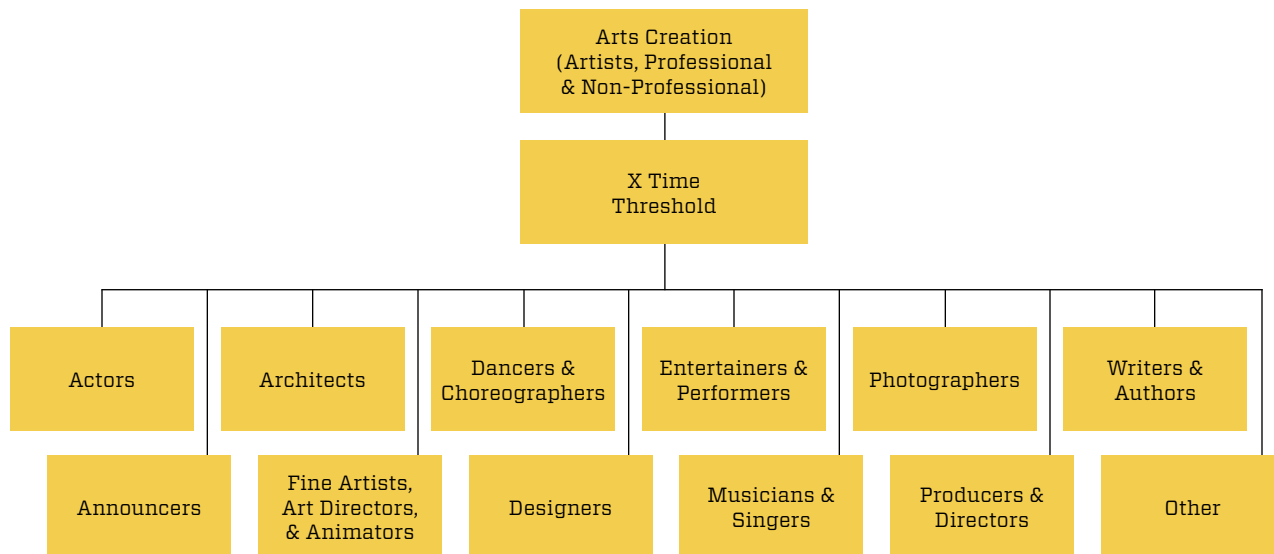 Arts Creation
(Artists, Professional
& Non-Professional)
X Time
Threshold
Actors
Architects
Dancers &
Choreographers
Entertainers &
Performers
Photographers
Writers &
Authors
Announcers
Fine Artists,
Art Directors,
& Animators
Designers
Musicians &
Singers
Producers &
Directors
Other